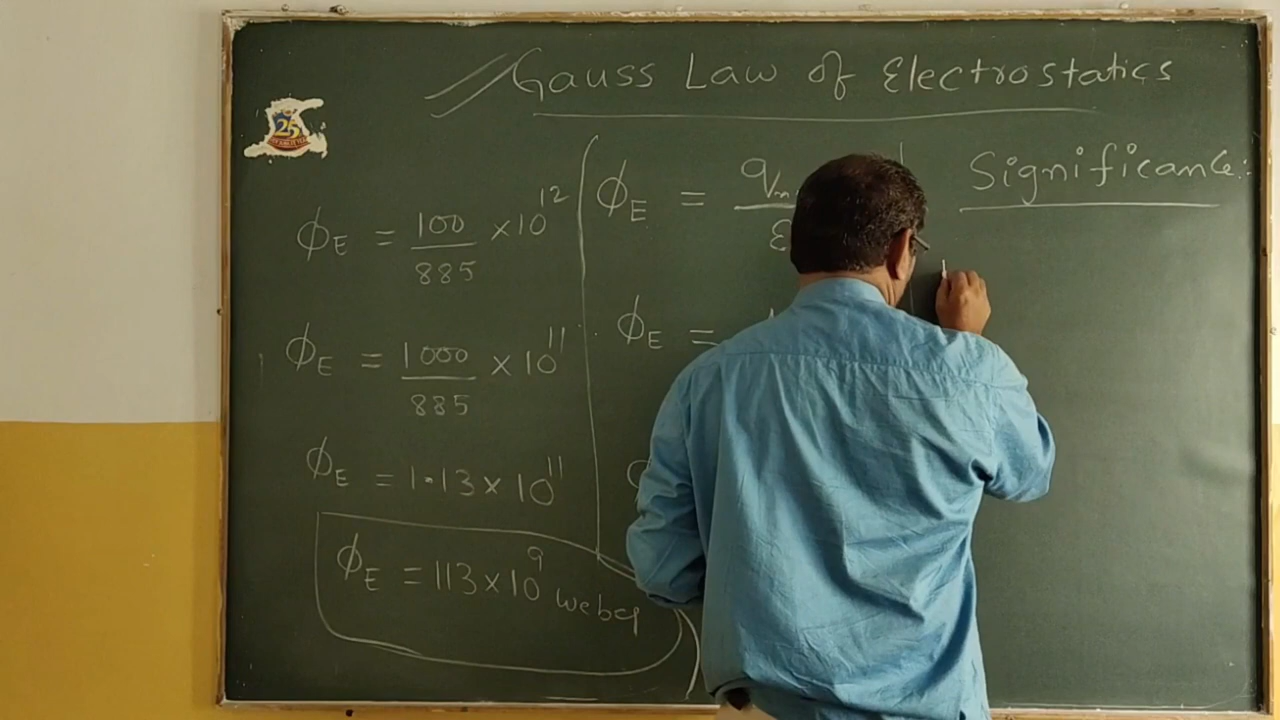 Gauss Law of Electrostatics
25
ϕE = 100/885 ×10^12
ϕE = 1000/885 ×10^11
ϕE = 1.13×10^11
ϕE = 113×10^9 weber
ϕE =
ϕE =
Significance: